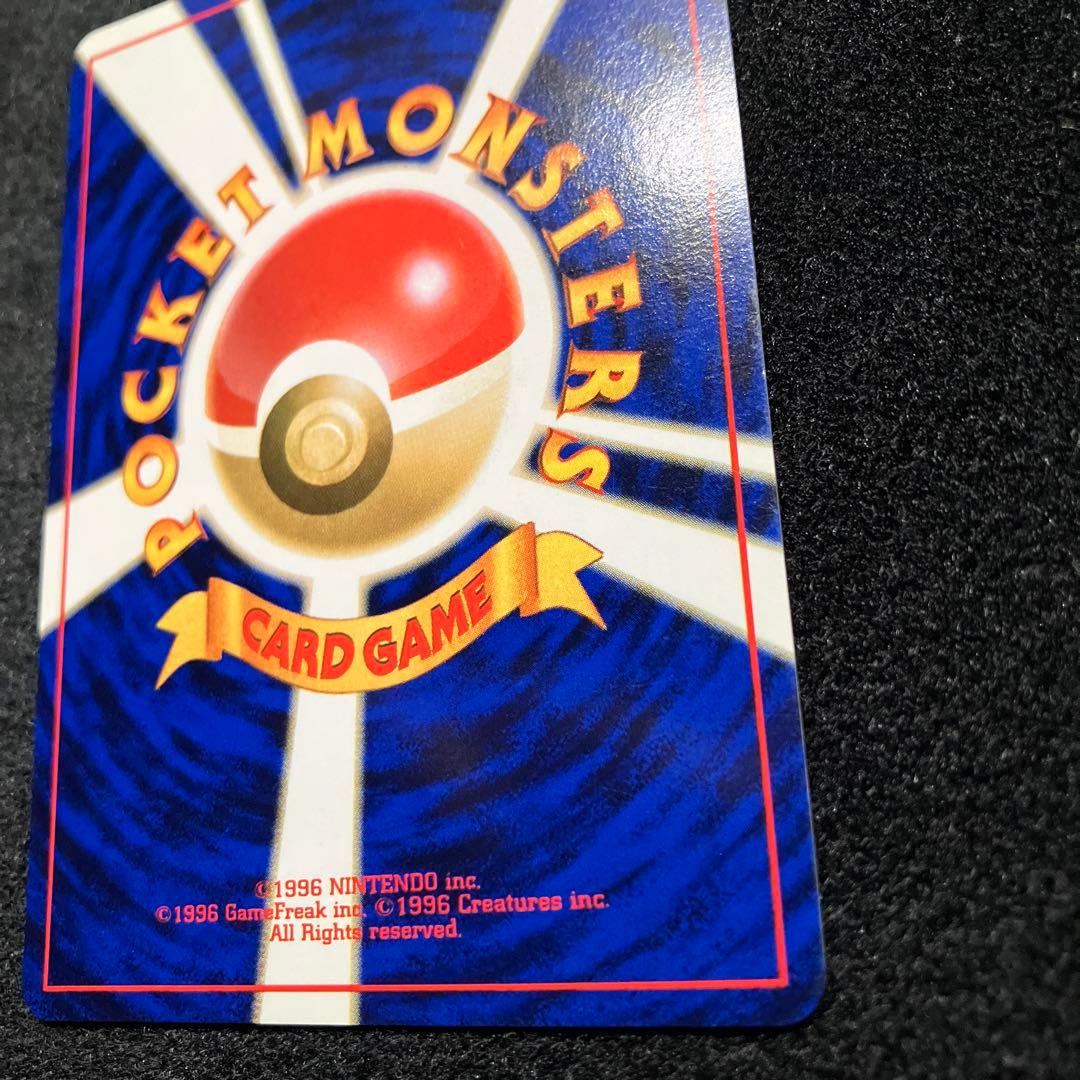 POCKET MONSTERS
CARD GAME
©1996 NINTENDO inc.
©1996 GameFreak inc. ©1996 Creatures inc.
All Rights reserved.